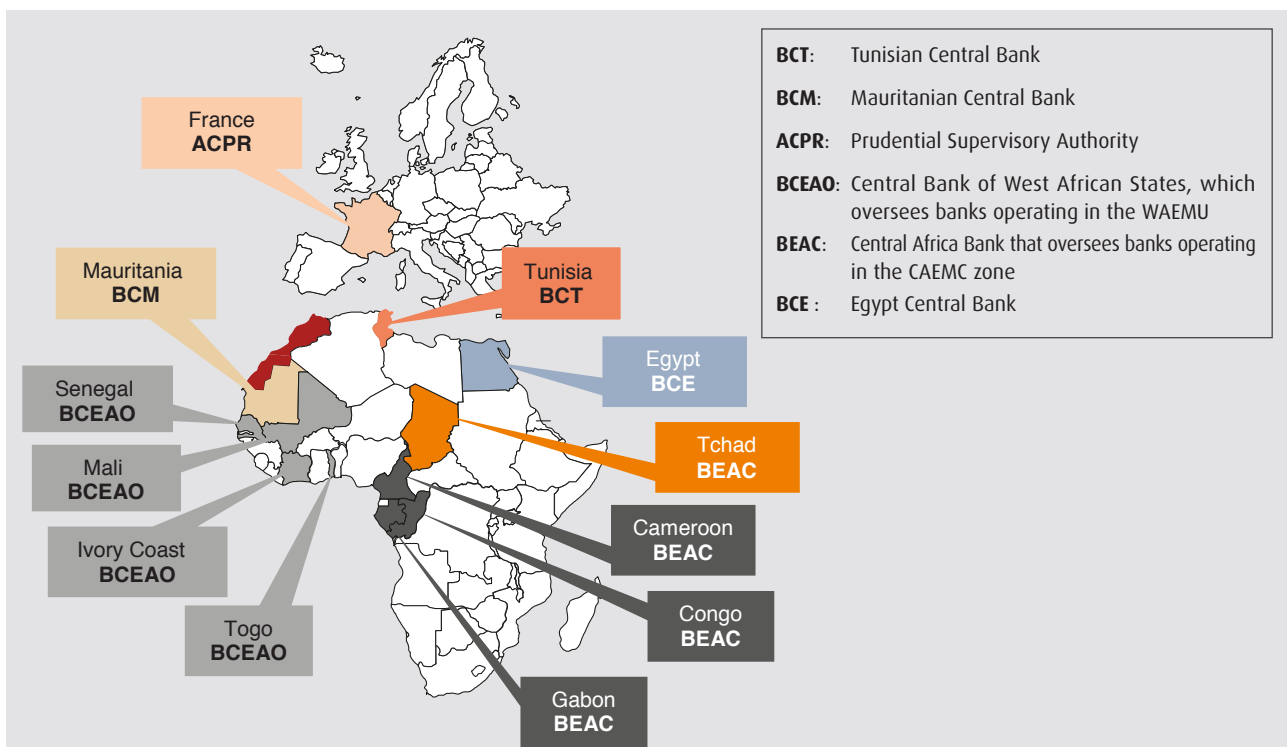 France
ACPR
Mauritania
BCM
Tunisia
BCT
Senegal
BCEAO
Egypt
BCE
Mali
BCEAO
Tchad
BEAC
Ivory Coast
BCEAO
Cameroon
BEAC
Togo
BCEAO
Congo
BEAC
Gabon
BEAC
BCT: Tunisian Central Bank
BCM: Mauritanian Central Bank
ACPR: Prudential Supervisory Authority
BCEAO: Central Bank of West African States, which
oversees banks operating in the WAEMU
BEAC: Central Africa Bank that oversees banks operating
in the CAEMC zone
BCE : Egypt Central Bank